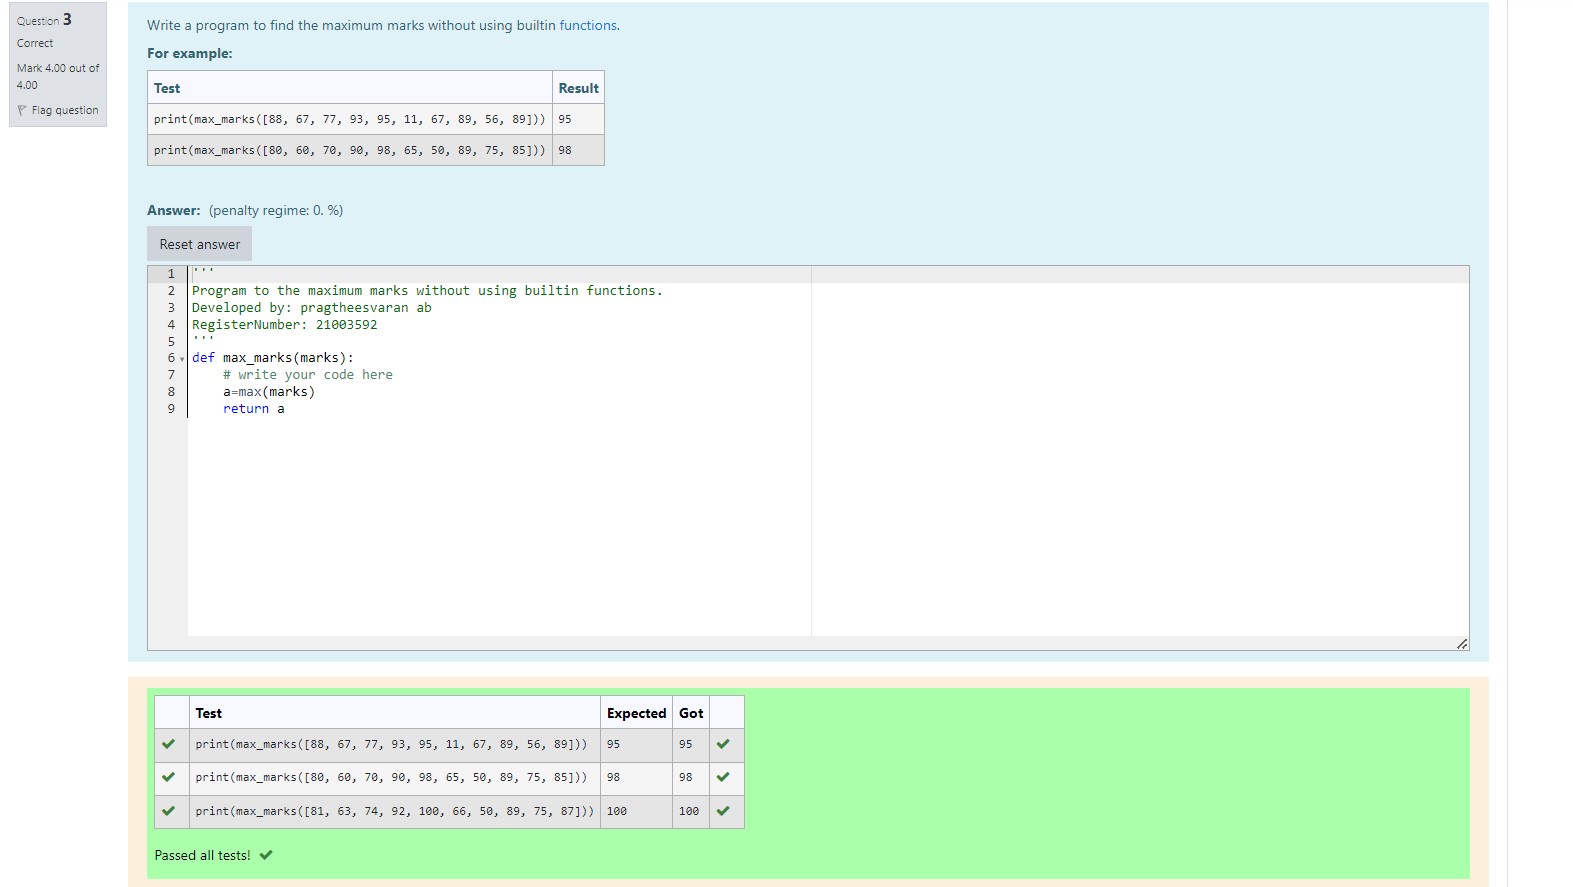 Question 3
Correct
Mark 4.00 out of
4.00
Flag question
Write a program to find the maximum marks without using builtin functions.
For example:
Test Result
print(max_marks([88, 67, 77, 93, 95, 11, 67, 89, 56, 89])) 95
print(max_marks([80, 60, 70, 90, 98, 65, 50, 89, 75, 85])) 98
Answer: (penalty regime: 0. %)
Reset answer
1 '''
2 Program to the maximum marks without using builtin functions.
3 Developed by: pragtheesvaran ab
4 RegisterNumber: 21003592
5 '''
6 def max_marks(marks):
7 # write your code here
8 a=max(marks)
9 return a
Test Expected Got
print(max_marks([88, 67, 77, 93, 95, 11, 67, 89, 56, 89])) 95 95
print(max_marks([80, 60, 70, 90, 98, 65, 50, 89, 75, 85])) 98 98
print(max_marks([81, 63, 74, 92, 100, 66, 50, 89, 75, 87])) 100 100
Passed all tests!